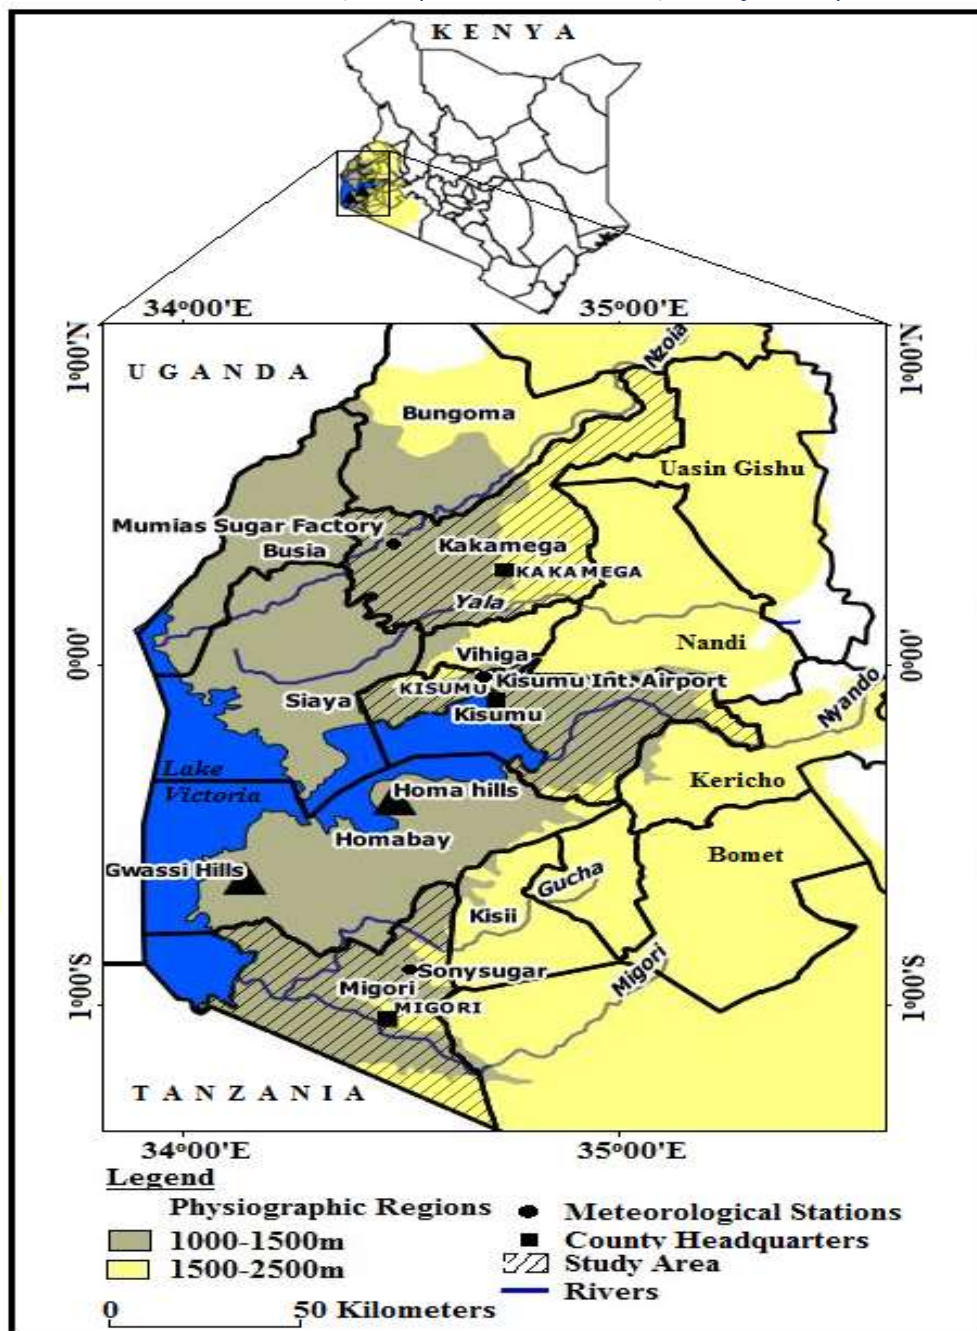 KENYA
34°00'E 35°00'E
1°00'N
1°00'N
UGANDA
Nzoia
Bungoma
Uasin Gishu
Mumias Sugar Factory
Busia
Kakamega
KAKAMEGA
Yala
0°00'
0°00'
Nandi
Vihiga
KISUMU
Kisumu Int. Airport
Siaya
Kisumu
Nyando
Lake
Victoria
Kericho
Homa hills
Homabay
Bomet
Gwassi Hills
Gucha
Kisii
Sonysugar
Migori
Migori
MIGORI
1°00'S
1°00'S
TANZANIA
34°00'E 35°00'E
Legend
Physiographic Regions
1000-1500m
1500-2500m
0 50 Kilometers
Meteorological Stations
County Headquarters
Study Area
Rivers